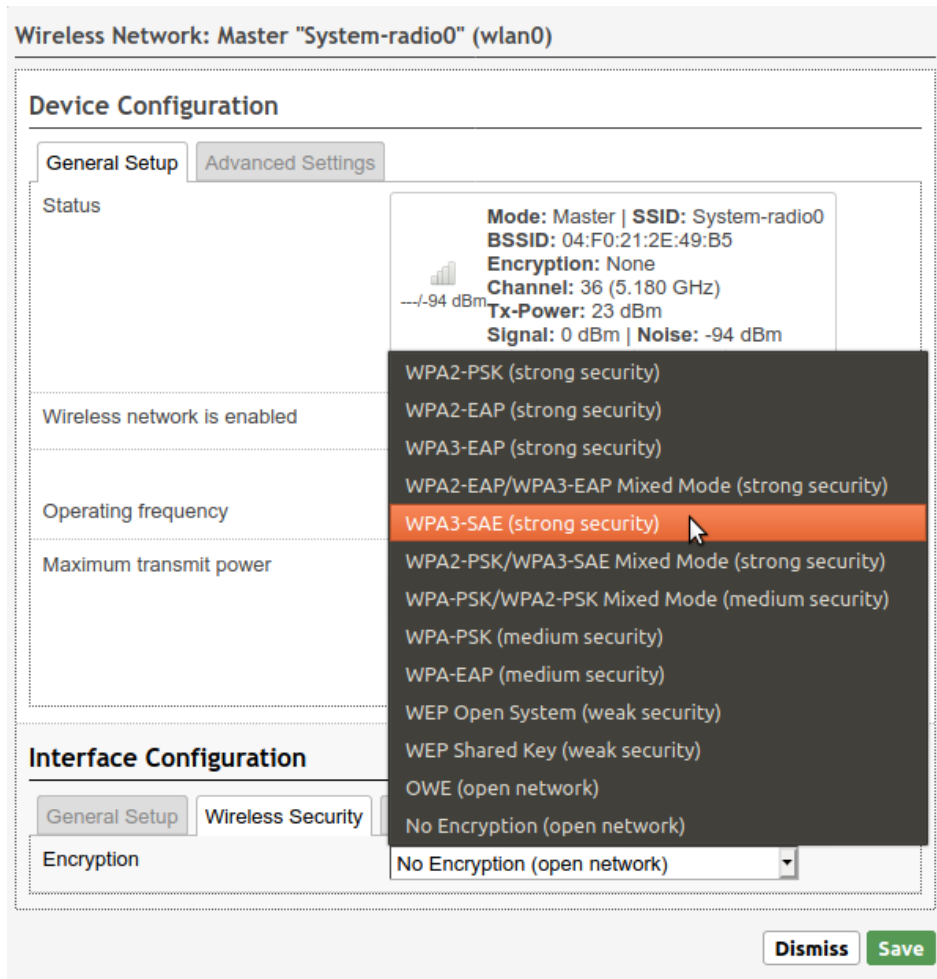 Wireless Network: Master "System-radio0" (wlan0)
Device Configuration
General Setup
Advanced Settings
Status
Mode: Master | SSID: System-radio0
BSSID: 04:F0:21:2E:49:B5
Encryption: None
Channel: 36 (5.180 GHz)
---/-94 dBm
Tx-Power: 23 dBm
Signal: 0 dBm | Noise: -94 dBm
WPA2-PSK (strong security)
WPA2-EAP (strong security)
Wireless network is enabled
WPA3-EAP (strong security)
WPA2-EAP/WPA3-EAP Mixed Mode (strong security)
Operating frequency
WPA3-SAE (strong security)
WPA2-PSK/WPA3-SAE Mixed Mode (strong security)
Maximum transmit power
WPA-PSK/WPA2-PSK Mixed Mode (medium security)
WPA-PSK (medium security)
WPA-EAP (medium security)
WEP Open System (weak security)
WEP Shared Key (weak security)
OWE (open network)
No Encryption (open network)
Interface Configuration
General Setup
Wireless Security
Encryption
No Encryption (open network)
Dismiss
Save